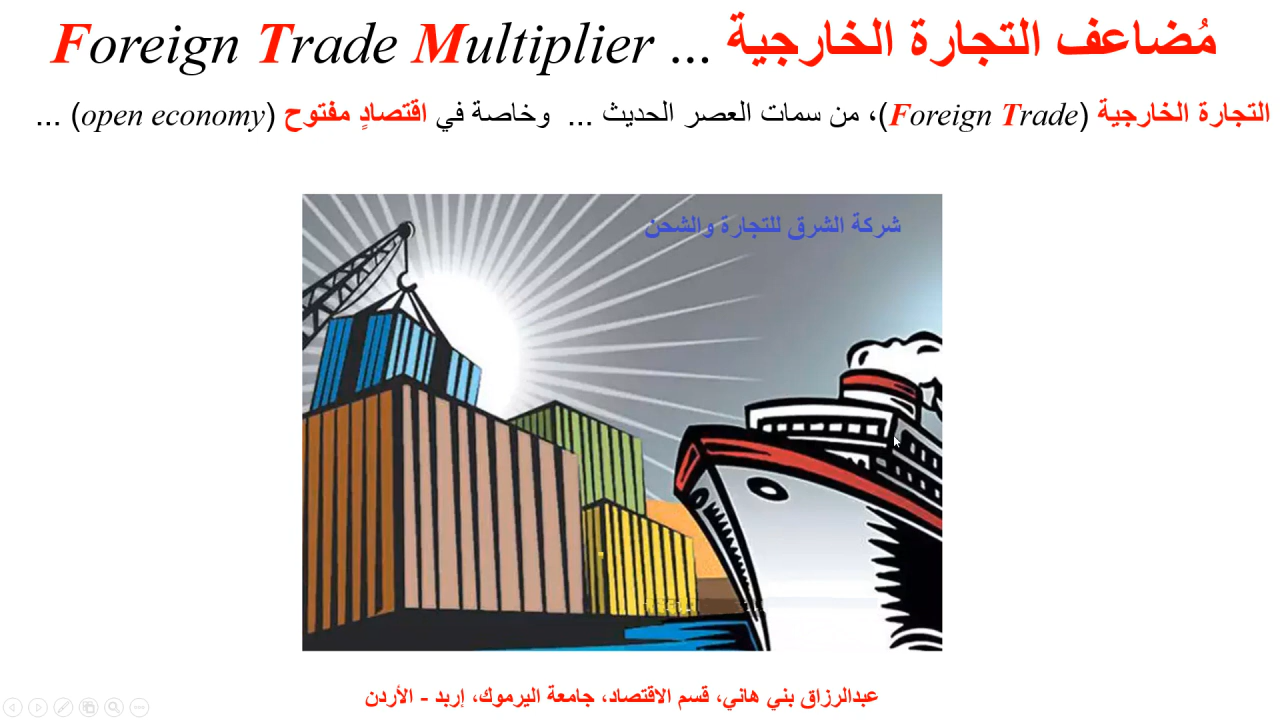 مُضاعف التجارة الخارجية ... Foreign Trade Multiplier
التجارة الخارجية (Foreign Trade)، من سمات العصر الحديث ... وخاصة في اقتصادٍ مفتوح (open economy) ...
شركة الشرق للتجارة والشحن
عبدالرزاق بني هاني، قسم الاقتصاد، جامعة اليرموك، إربد - الأردن